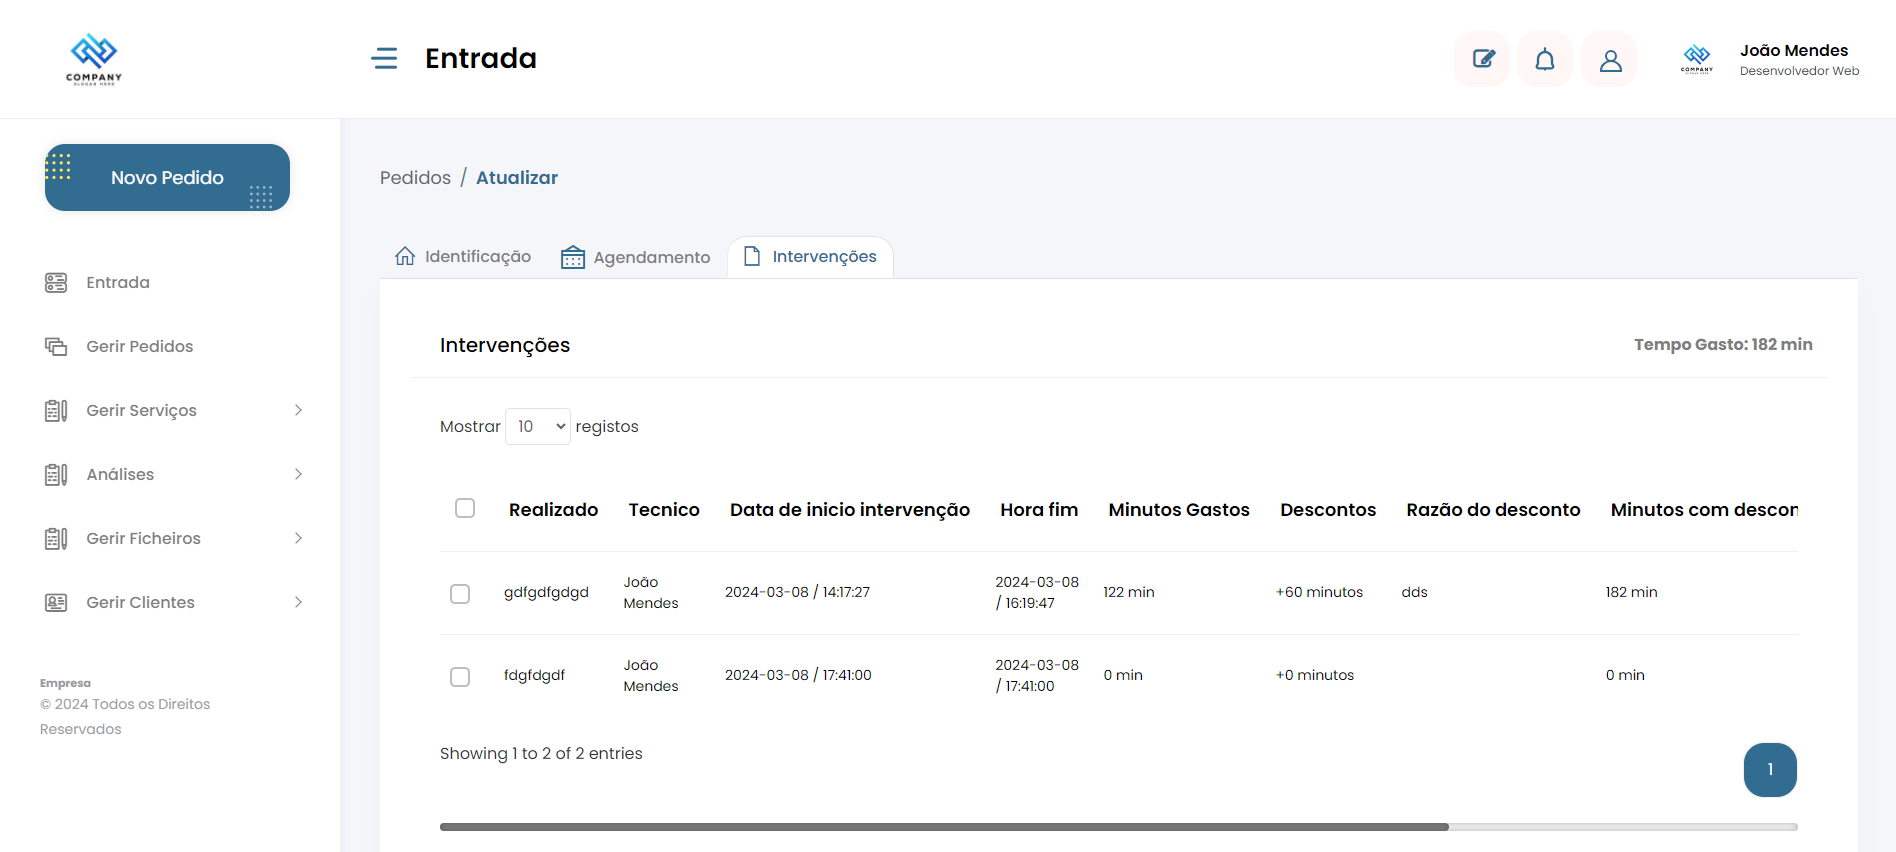 COMPANY
SLOGAN HERE
Entrada
COMPANY
João Mendes
Desenvolvedor Web
Novo Pedido
Entrada
Gerir Pedidos
Gerir Serviços
Análises
Gerir Ficheiros
Gerir Clientes
Empresa
© 2024 Todos os Direitos
Reservados
Pedidos / Atualizar
Identificação Agendamento Intervenções
Intervenções Tempo Gasto: 182 min
Mostrar 10 registos
Realizado Tecnico Data de inicio intervenção Hora fim Minutos Gastos Descontos Razão do desconto Minutos com descon
gdfgdfgdgd João Mendes 2024-03-08 / 14:17:27 2024-03-08 / 16:19:47 122 min +60 minutos dds 182 min
fdgfdgdf João Mendes 2024-03-08 / 17:41:00 2024-03-08 / 17:41:00 0 min +0 minutos 0 min
Showing 1 to 2 of 2 entries
1